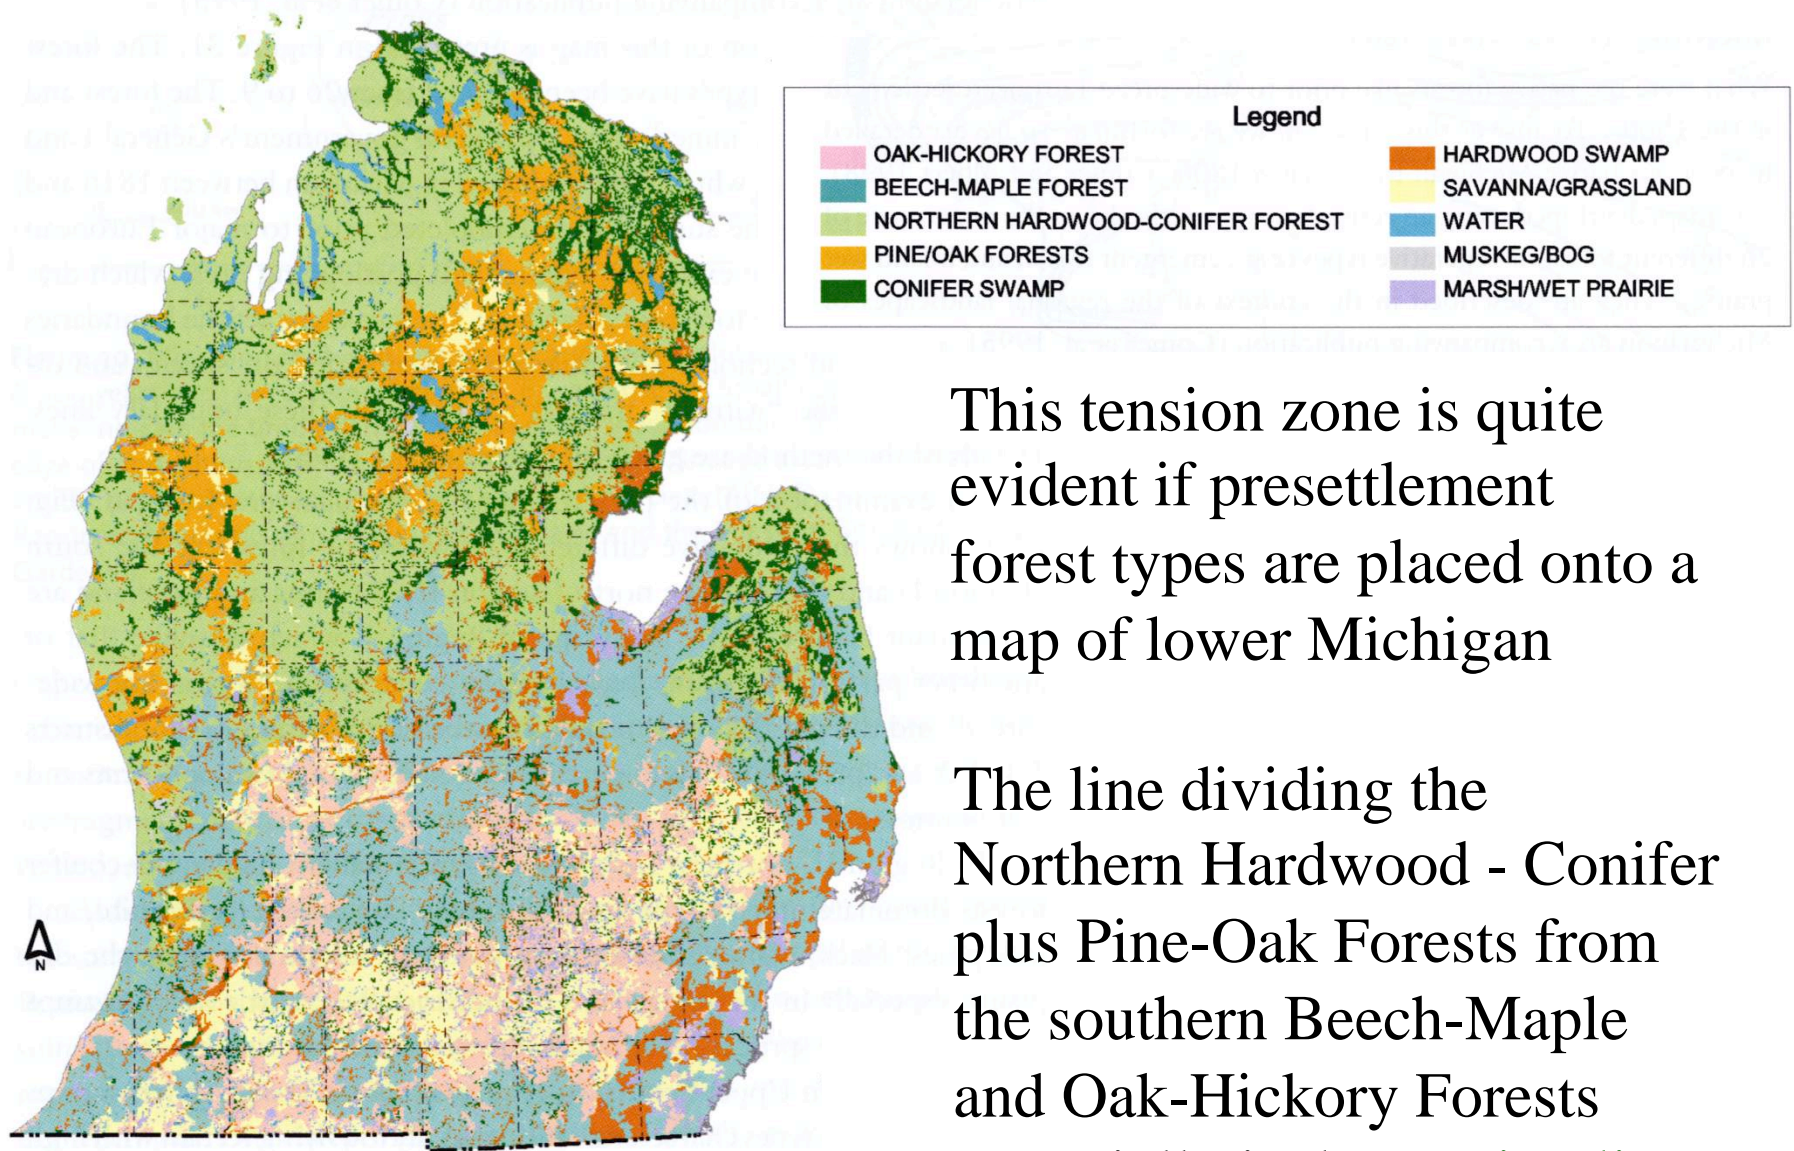 Legend
OAK-HICKORY FOREST
BEECH-MAPLE FOREST
NORTHERN HARDWOOD-CONIFER FOREST
PINE/OAK FORESTS
CONIFER SWAMP
HARDWOOD SWAMP
SAVANNA/GRASSLAND
WATER
MUSKEG/BOG
MARSH/WET PRAIRIE
This tension zone is quite
evident if presettlement
forest types are placed onto a
map of lower Michigan
The line dividing the
Northern Hardwood - Conifer
plus Pine-Oak Forests from
the southern Beech-Maple
and Oak-Hickory Forests
N